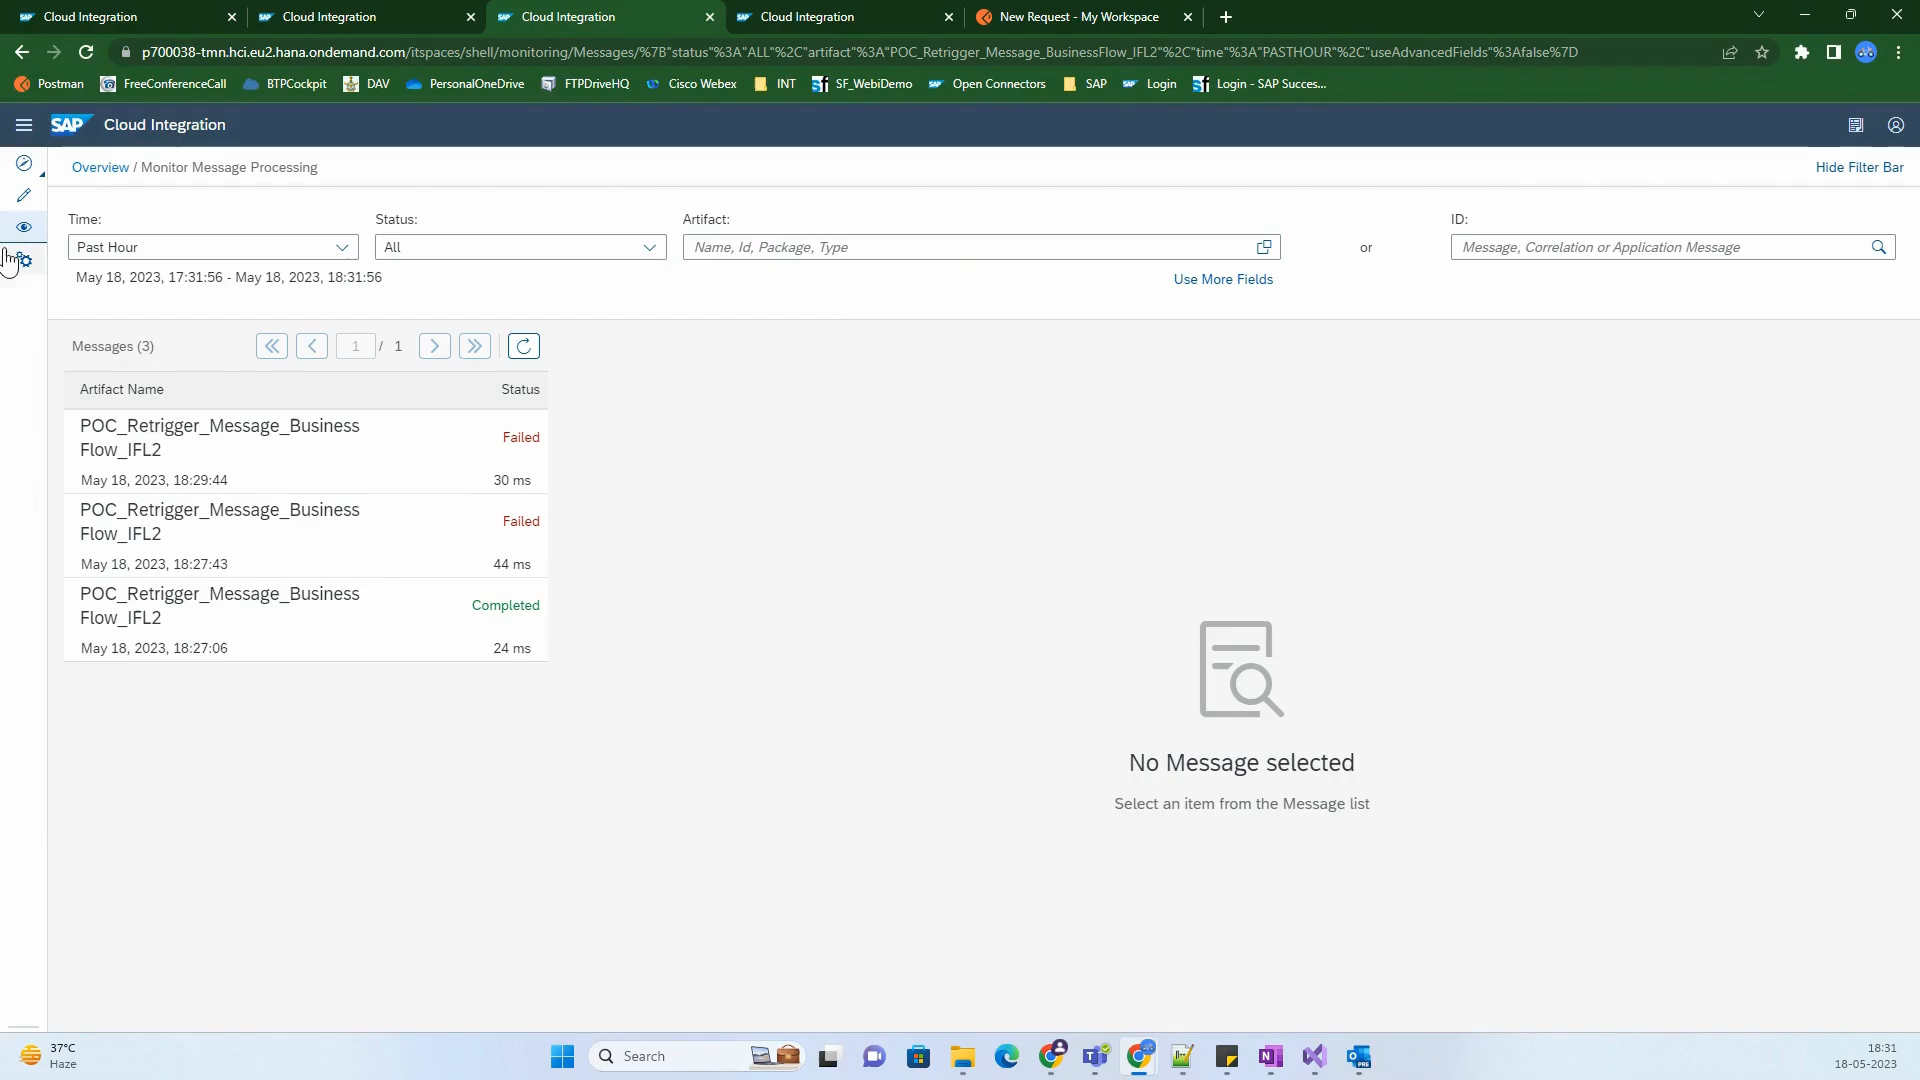 SAP Cloud Integration
SAP Cloud Integration
SAP Cloud Integration
SAP Cloud Integration
New Request - My Workspace
p700038-tmn.hci.eu2.hana.ondemand.com/itspaces/shell/monitoring/Messages/%7B"status"%3A"ALL"%2C"artifact"%3A"POC_Retrigger_Message_BusinessFlow_IFL2"%2C"time"%3A"PASTHOUR"%2C"useAdvancedFields"%3Afalse%7D
Postman FreeConferenceCall BTPCockpit DAV PersonalOneDrive FTPDriveHQ Cisco Webex INT SF_WebiDemo Open Connectors SAP Login Login - SAP Succes...
SAP Cloud Integration
Overview / Monitor Message Processing
Hide Filter Bar
Time: Status: Artifact: ID:
Past Hour All Name, Id, Package, Type or Message, Correlation or Application Message
May 18, 2023, 17:31:56 - May 18, 2023, 18:31:56
Use More Fields
Messages (3) 1 / 1
Artifact Name Status
POC_Retrigger_Message_Business
Flow_IFL2
Failed
May 18, 2023, 18:29:44 30 ms
POC_Retrigger_Message_Business
Flow_IFL2
Failed
May 18, 2023, 18:27:43 44 ms
POC_Retrigger_Message_Business
Flow_IFL2
Completed
May 18, 2023, 18:27:06 24 ms
No Message selected
Select an item from the Message list
37°C
Haze
Search
18:31
18-05-2023